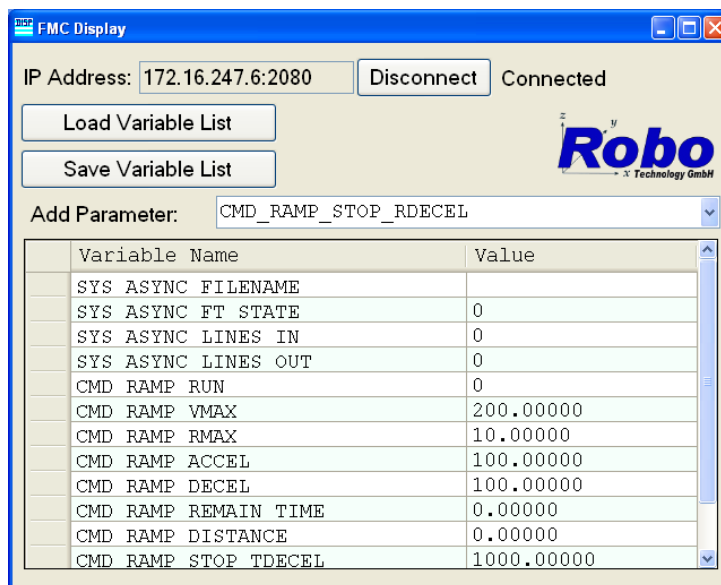 DISP FMC Display
IP Address: 172.16.247.6:2080 Disconnect Connected
Load Variable List
Save Variable List
z y
Robo
x Technology GmbH
Add Parameter: CMD_RAMP_STOP_RDECEL
Variable Name Value
SYS ASYNC FILENAME
SYS ASYNC FT STATE 0
SYS ASYNC LINES IN 0
SYS ASYNC LINES OUT 0
CMD RAMP RUN 0
CMD RAMP VMAX 200.00000
CMD RAMP RMAX 10.00000
CMD RAMP ACCEL 100.00000
CMD RAMP DECEL 100.00000
CMD RAMP REMAIN TIME 0.00000
CMD RAMP DISTANCE 0.00000
CMD RAMP STOP TDECEL 1000.00000